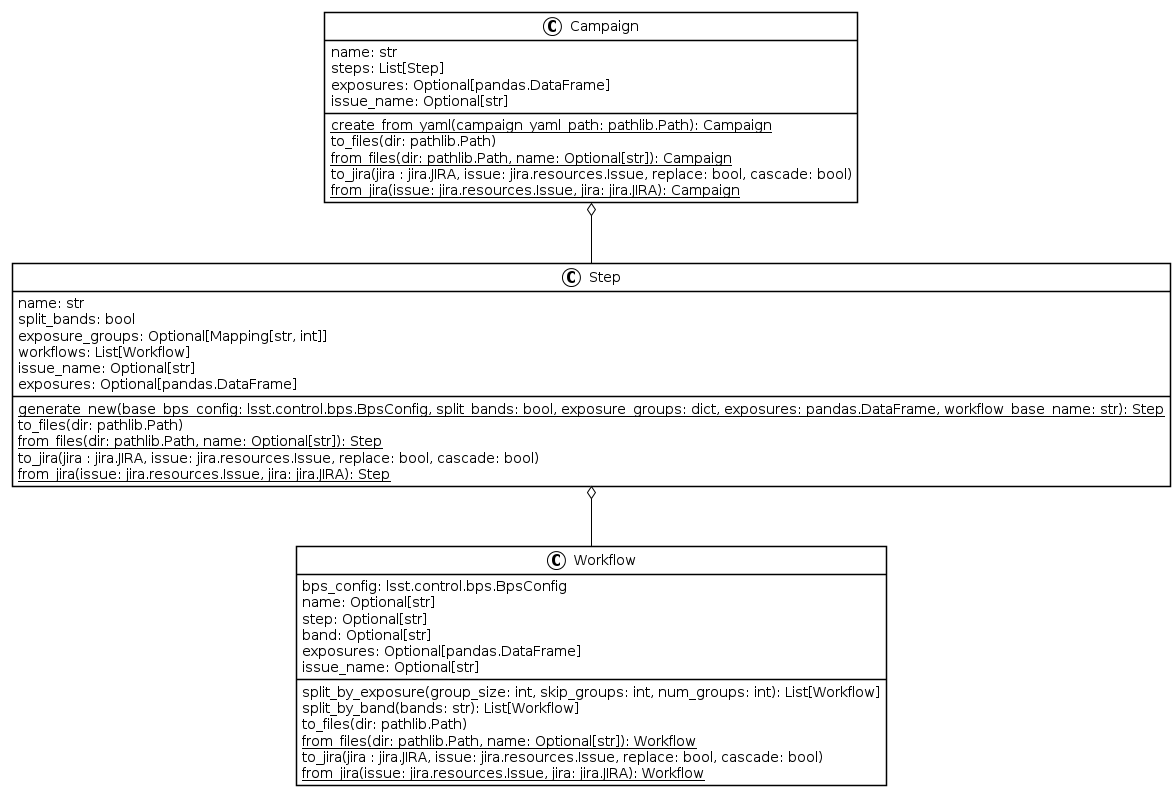 C Campaign
name: str
steps: List[Step]
exposures: Optional[pandas.DataFrame]
issue_name: Optional[str]
create_from_yaml(campaign_yaml_path: pathlib.Path): Campaign
to_files(dir: pathlib.Path)
from_files(dir: pathlib.Path, name: Optional[str]): Campaign
to_jira(jira : jira.JIRA, issue: jira.resources.Issue, replace: bool, cascade: bool)
from_jira(issue: jira.resources.Issue, jira: jira.JIRA): Campaign
C Step
name: str
split_bands: bool
exposure_groups: Optional[Mapping[str, int]]
workflows: List[Workflow]
issue_name: Optional[str]
exposures: Optional[pandas.DataFrame]
generate_new(base_bps_config: lsst.control.bps.BpsConfig, split_bands: bool, exposure_groups: dict, exposures: pandas.DataFrame, workflow_base_name: str): Step
to_files(dir: pathlib.Path)
from_files(dir: pathlib.Path, name: Optional[str]): Step
to_jira(jira : jira.JIRA, issue: jira.resources.Issue, replace: bool, cascade: bool)
from_jira(issue: jira.resources.Issue, jira: jira.JIRA): Step
C Workflow
bps_config: lsst.control.bps.BpsConfig
name: Optional[str]
step: Optional[str]
band: Optional[str]
exposures: Optional[pandas.DataFrame]
issue_name: Optional[str]
split_by_exposure(group_size: int, skip_groups: int, num_groups: int): List[Workflow]
split_by_band(bands: str): List[Workflow]
to_files(dir: pathlib.Path)
from_files(dir: pathlib.Path, name: Optional[str]): Workflow
to_jira(jira : jira.JIRA, issue: jira.resources.Issue, replace: bool, cascade: bool)
from_jira(issue: jira.resources.Issue, jira: jira.JIRA): Workflow